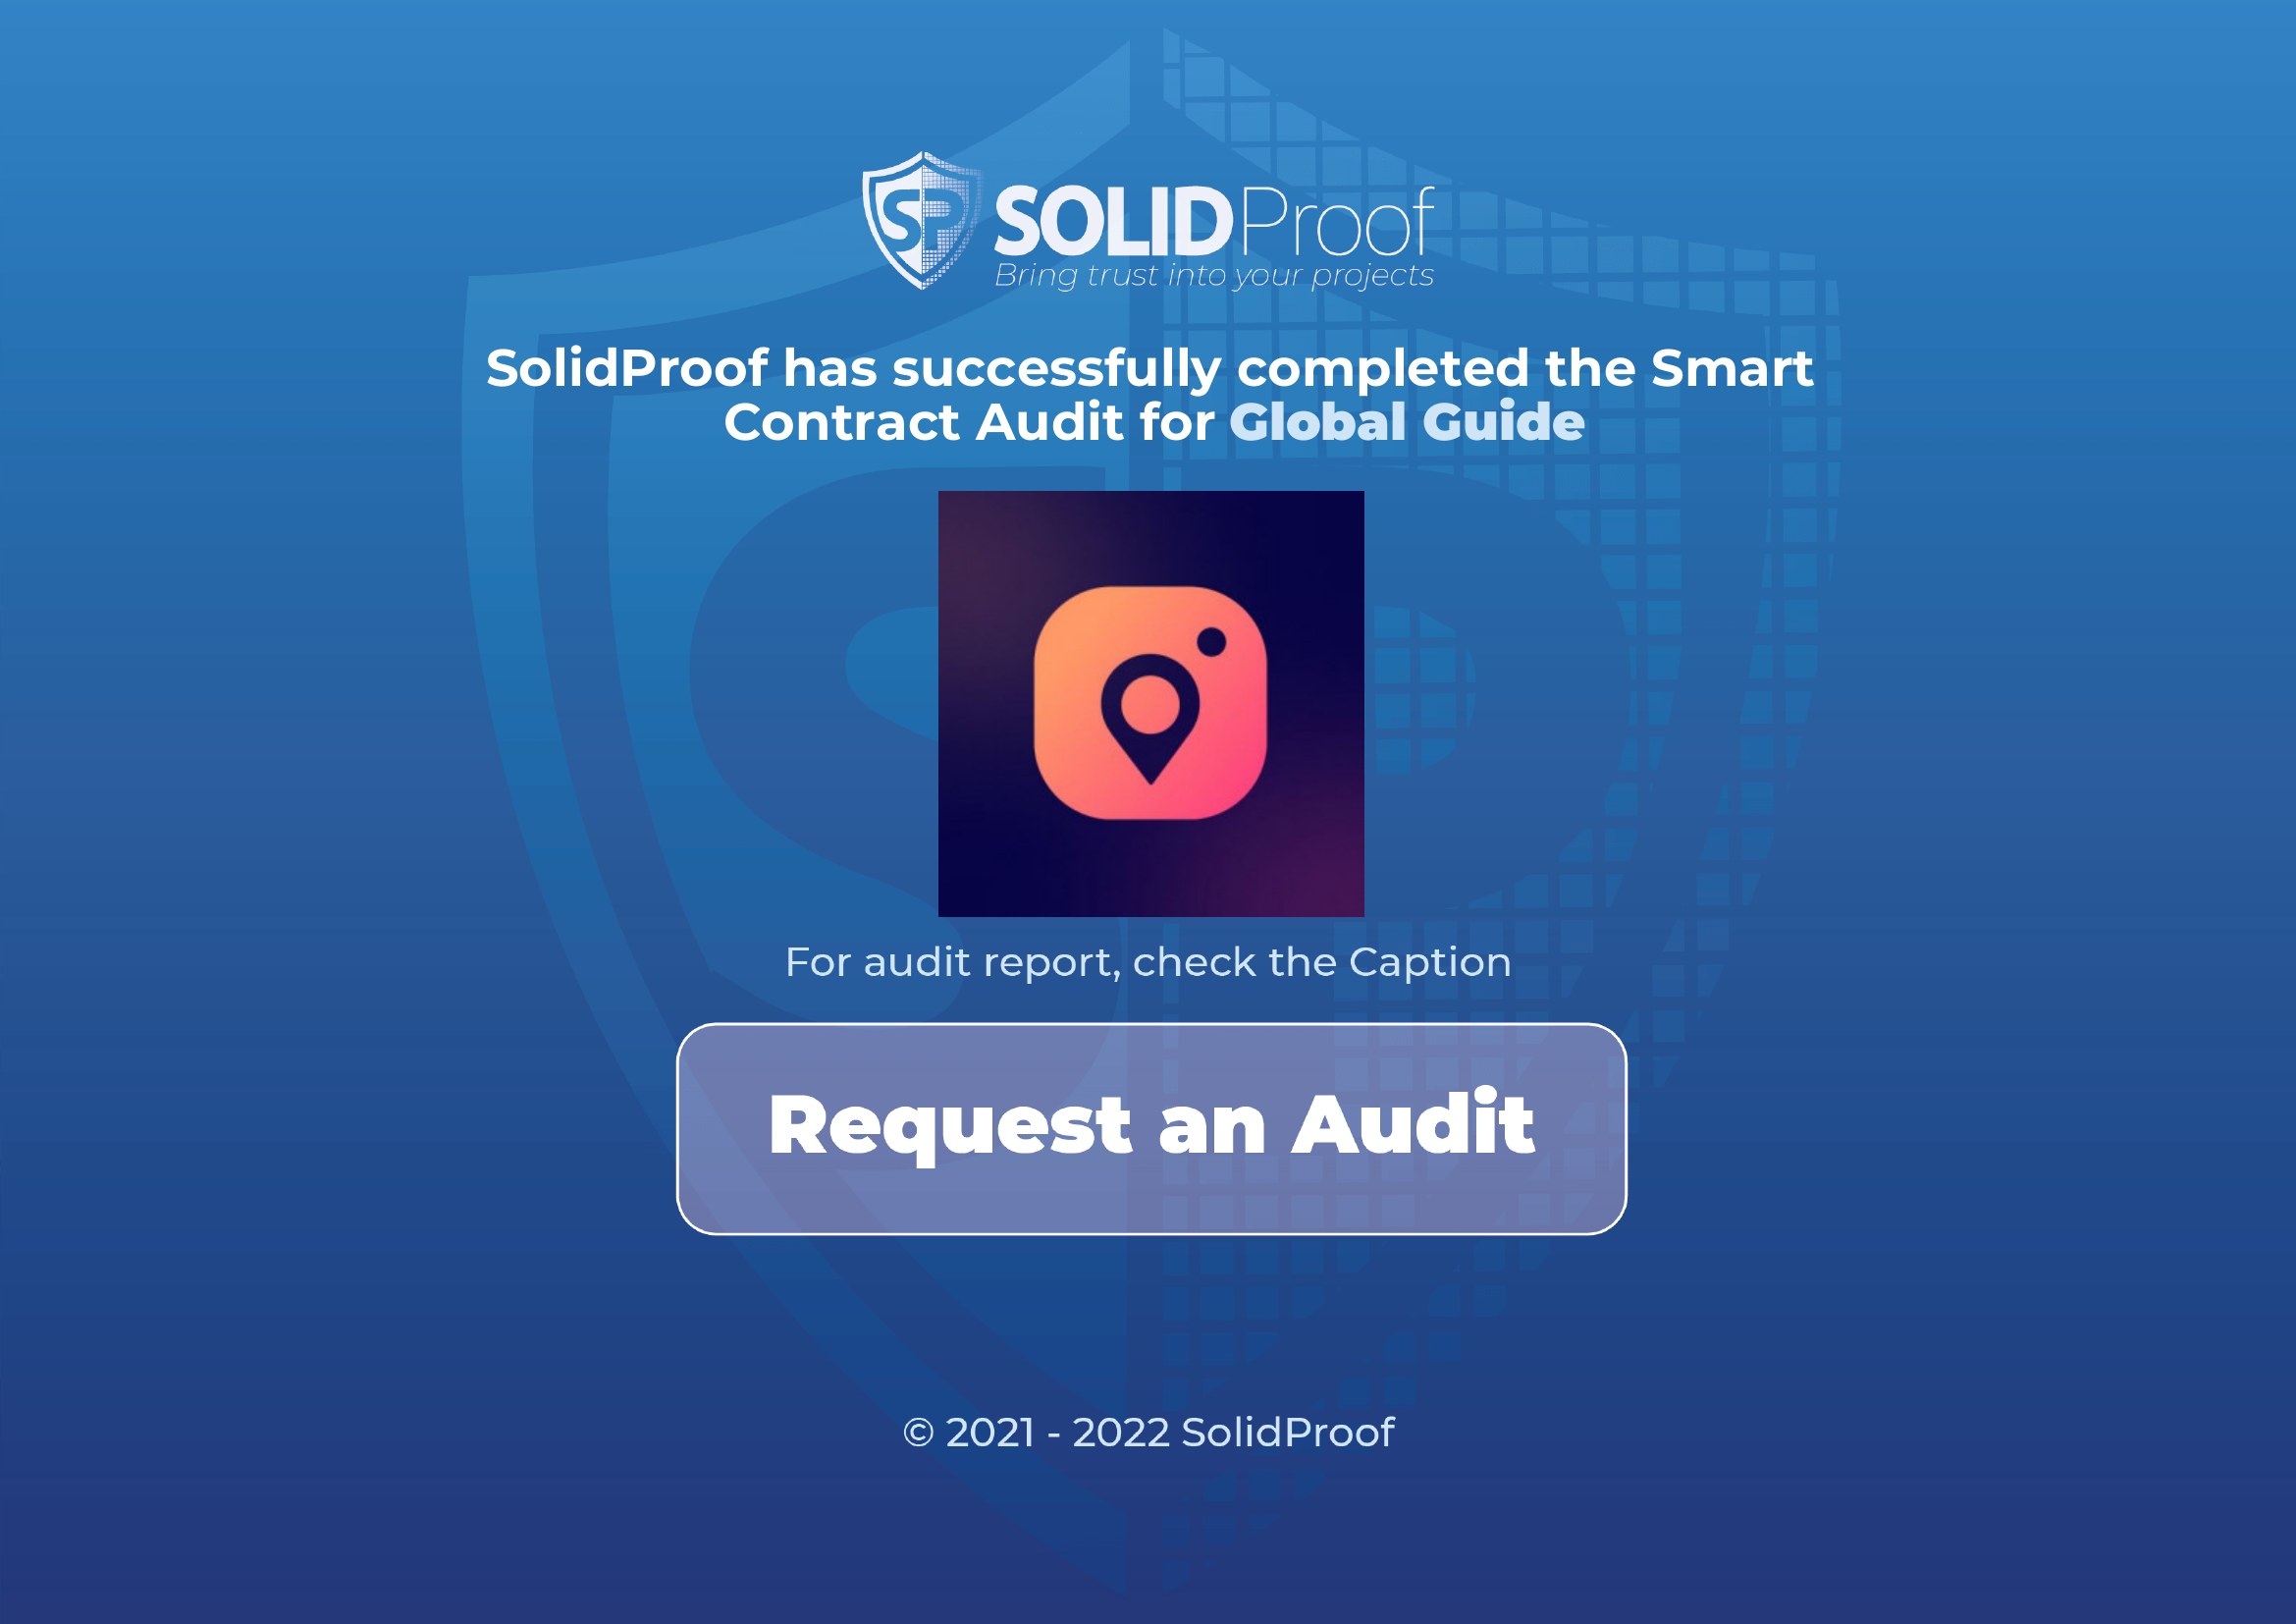 SP SOLIDProof
Bring trust into your projects
SolidProof has successfully completed the Smart
Contract Audit for Global Guide
For audit report, check the Caption
Request an Audit
© 2021 - 2022 SolidProof